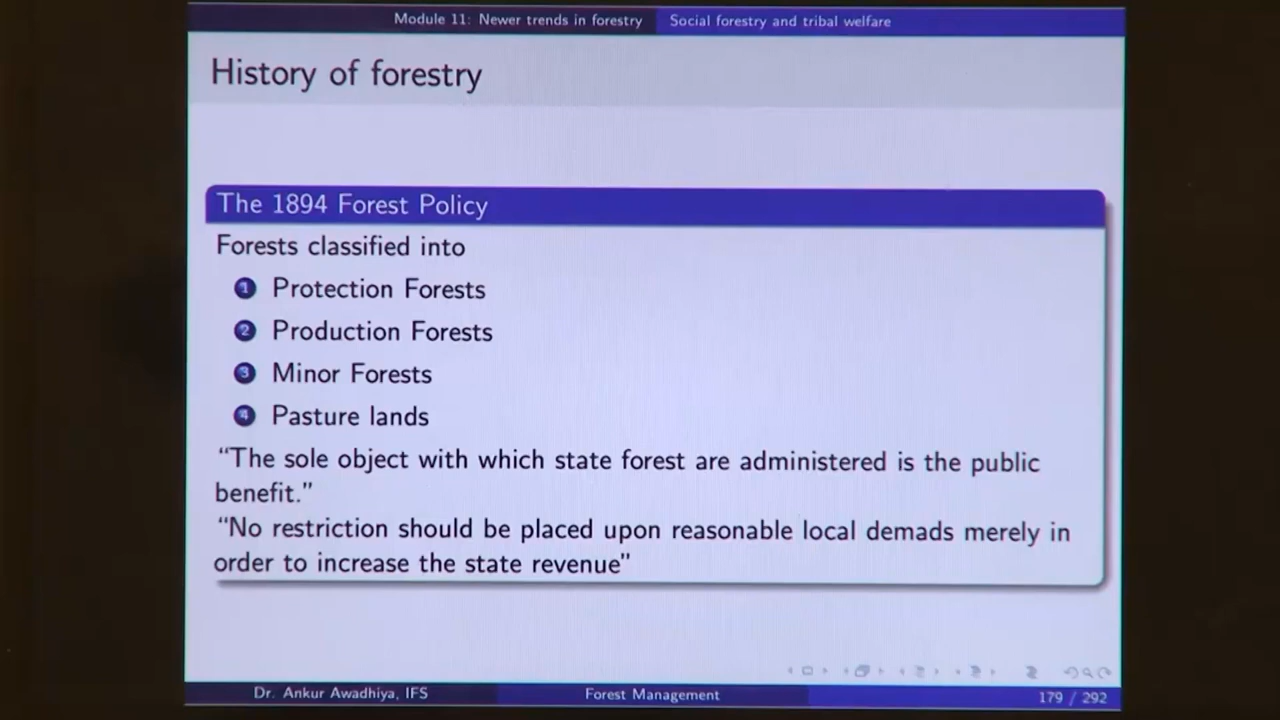 Module 11: Newer trends in forestry Social forestry and tribal welfare
History of forestry
The 1894 Forest Policy
Forests classified into
1 Protection Forests
2 Production Forests
3 Minor Forests
4 Pasture lands
“The sole object with which state forest are administered is the public
benefit.”
“No restriction should be placed upon reasonable local demads merely in
order to increase the state revenue”
Dr. Ankur Awadhiya, IFS Forest Management 179 / 292